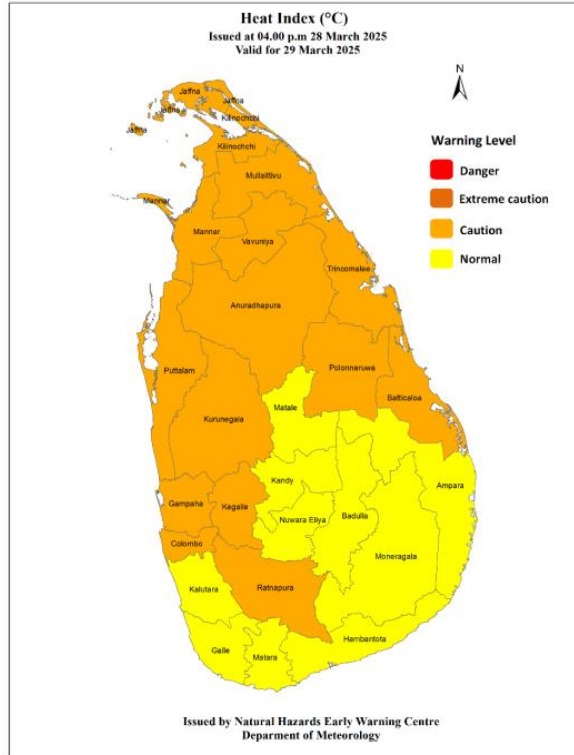 Heat Index (°C)
Issued at 04.00 p.m 28 March 2025
Valid for 29 March 2025
N
Jaffna
Jaffna
Jaffna
Kilinochchi
Jaffna
Kilinochchi
Mullaittivu
Mannar
Mannar
Vavuniya
Trincomalee
Anuradhapura
Puttalam
Polonnaruwa
Batticaloa
Matale
Kurunegala
Kandy
Ampara
Gampaha
Kegalle
Nuwara Eliya
Badulla
Colombo
Moneragala
Kalutara
Ratnapura
Hambantota
Galle
Matara
Warning Level
Danger
Extreme caution
Caution
Normal
Issued by Natural Hazards Early Warning Centre
Deparment of Meteorology